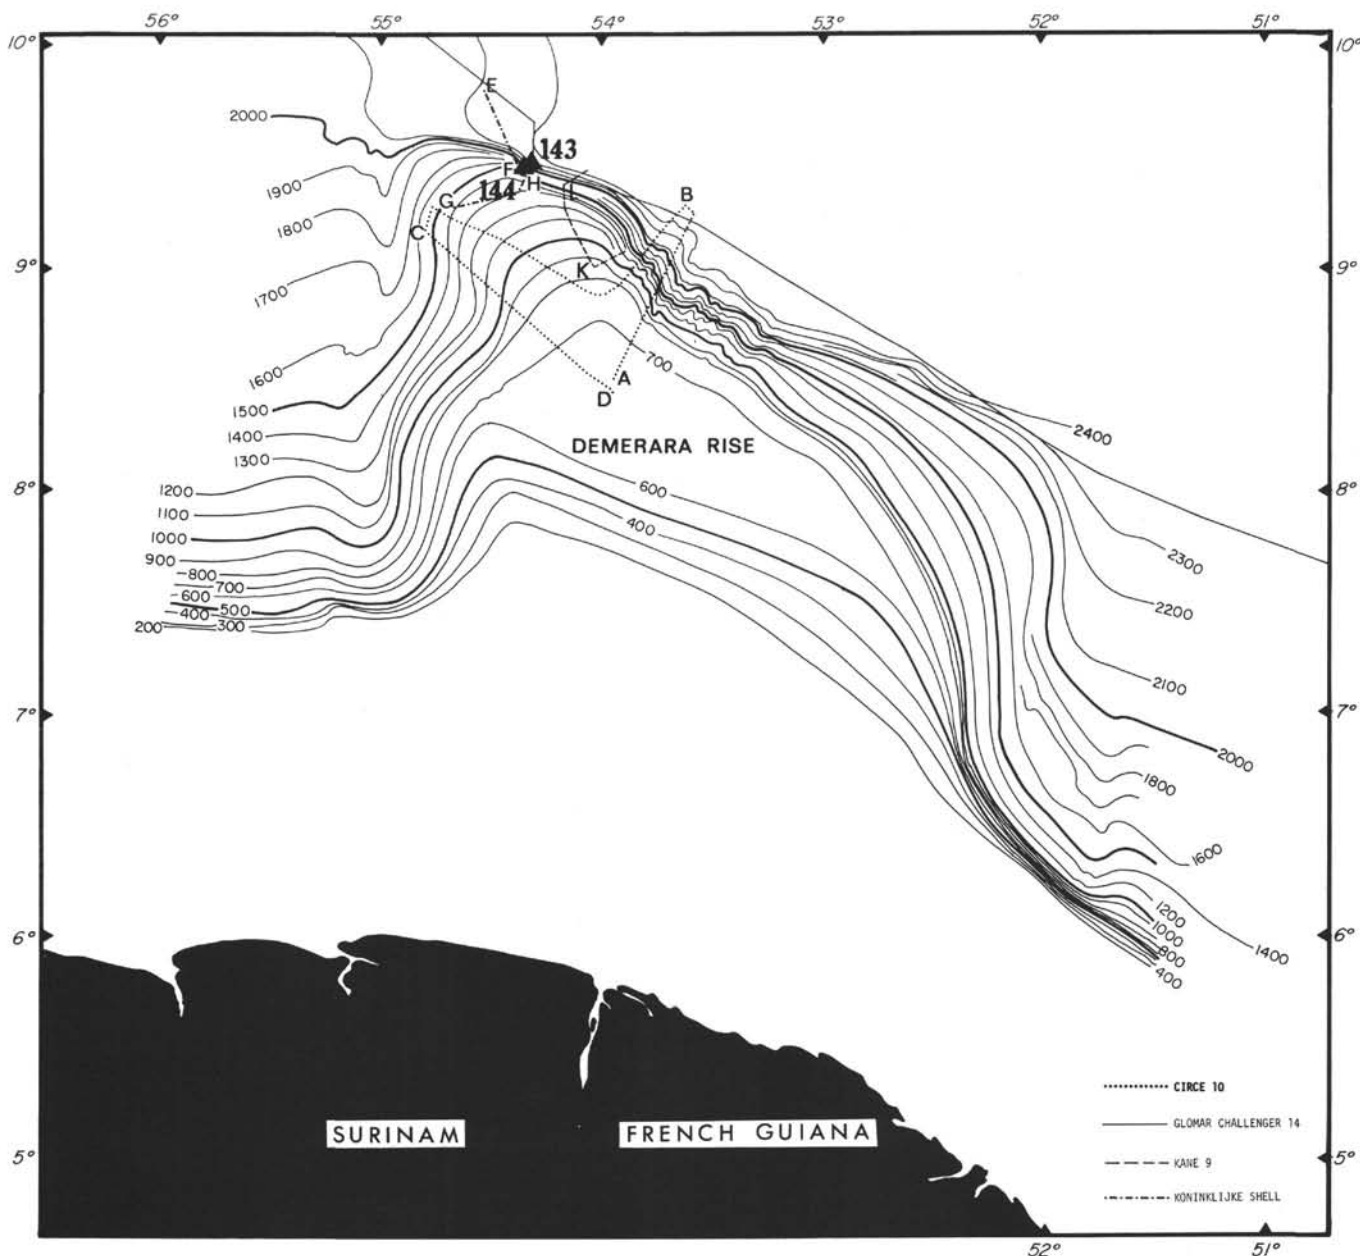 56° 55° 54° 53° 52° 51°
10° 10°
E
2000
143
F
H
144
1900
L
B
G
1800
C
9° K 9°
1700
700
1600
A
D
1500
2400
1400
DEMERARA RISE
1300
8° 1200 600 8°
1100
400
1000
2300
900
800
700
600
500
400
2200
200 300
2100
7° 7°
2000
1800
1600
1200
1000
6° 800 1400 6°
400
CIRCE 10
GLOMAR CHALLENGER 14
SURINAM FRENCH GUIANA
5° KANE 9 5°
KONINKLIJKE SHELL
52° 51°